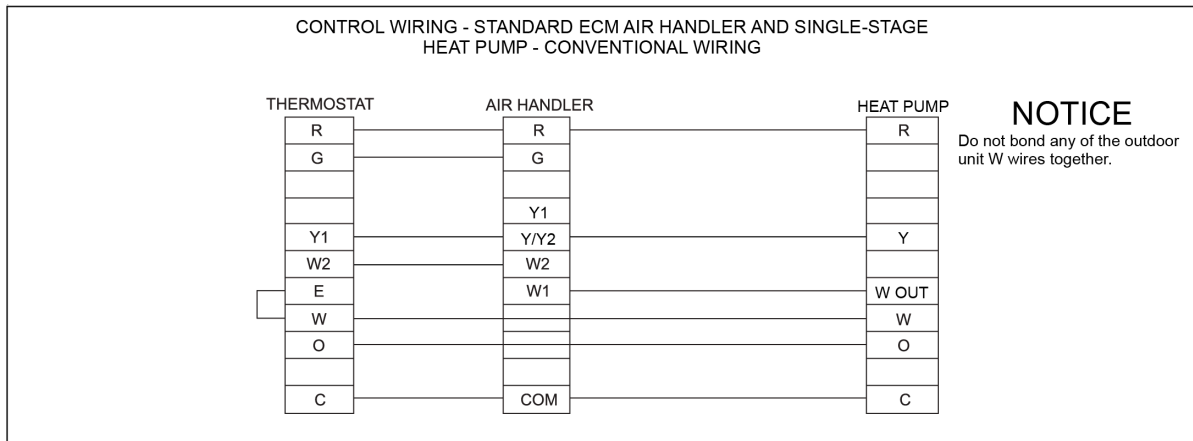 CONTROL WIRING - STANDARD ECM AIR HANDLER AND SINGLE-STAGE
HEAT PUMP - CONVENTIONAL WIRING
THERMOSTAT
R
G
Y1
W2
E
W
O
C
AIR HANDLER
R
G
Y1
Y/Y2
W2
W1
COM
HEAT PUMP
R
Y
W OUT
W
O
C
NOTICE
Do not bond any of the outdoor
unit W wires together.